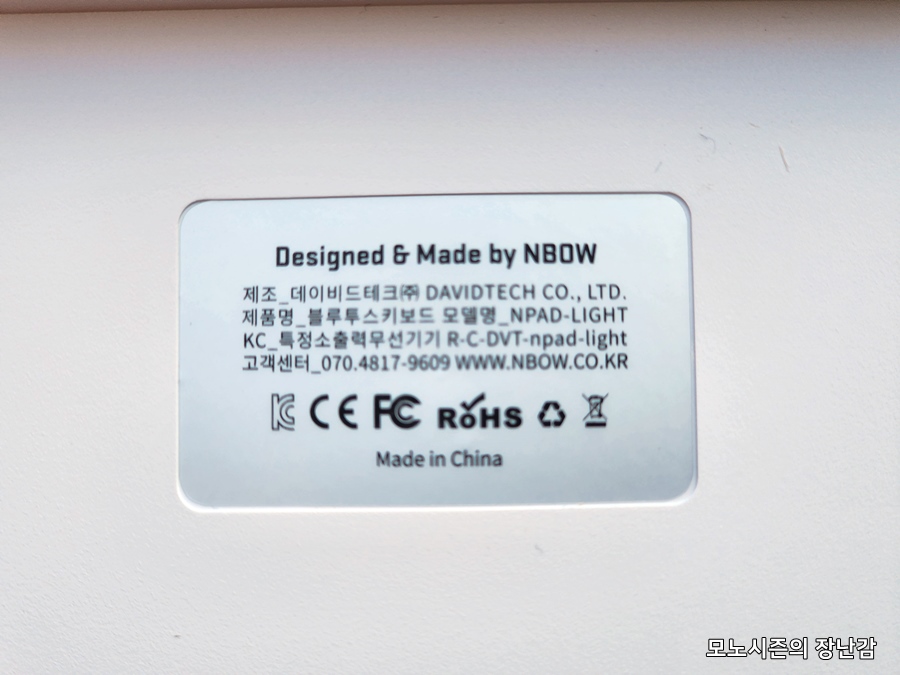 Designed & Made by NBOW
제조_데이비드테크㈜ DAVIDTECH CO., LTD.
제품명_블루투스키보드 모델명_NPAD-LIGHT
KC_특정소출력무선기기 R-C-DVT-npad-light
고객센터_070.4817-9609 WWW.NBOW.CO.KR
KC CE FC RoHS
Made in China
모노시즌의 장난감